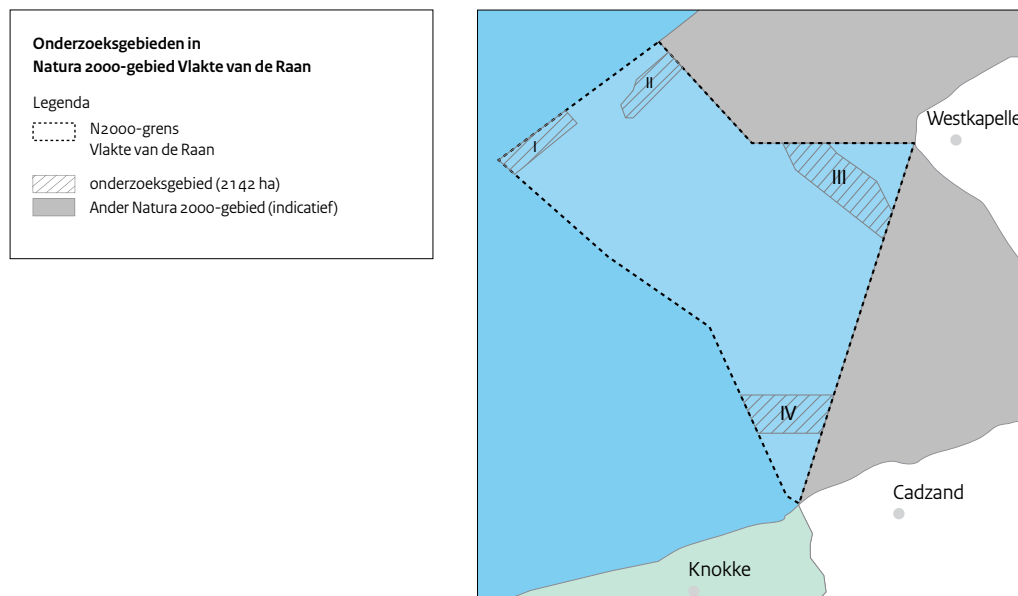 Onderzoeksgebieden in
Natura 2000-gebied Vlakte van de Raan
Legenda
N2000-grens
Vlakte van de Raan
onderzoeksgebied (2142 ha)
Ander Natura 2000-gebied (indicatief)
I
II
III
IV
Westkapelle
Cadzand
Knokke